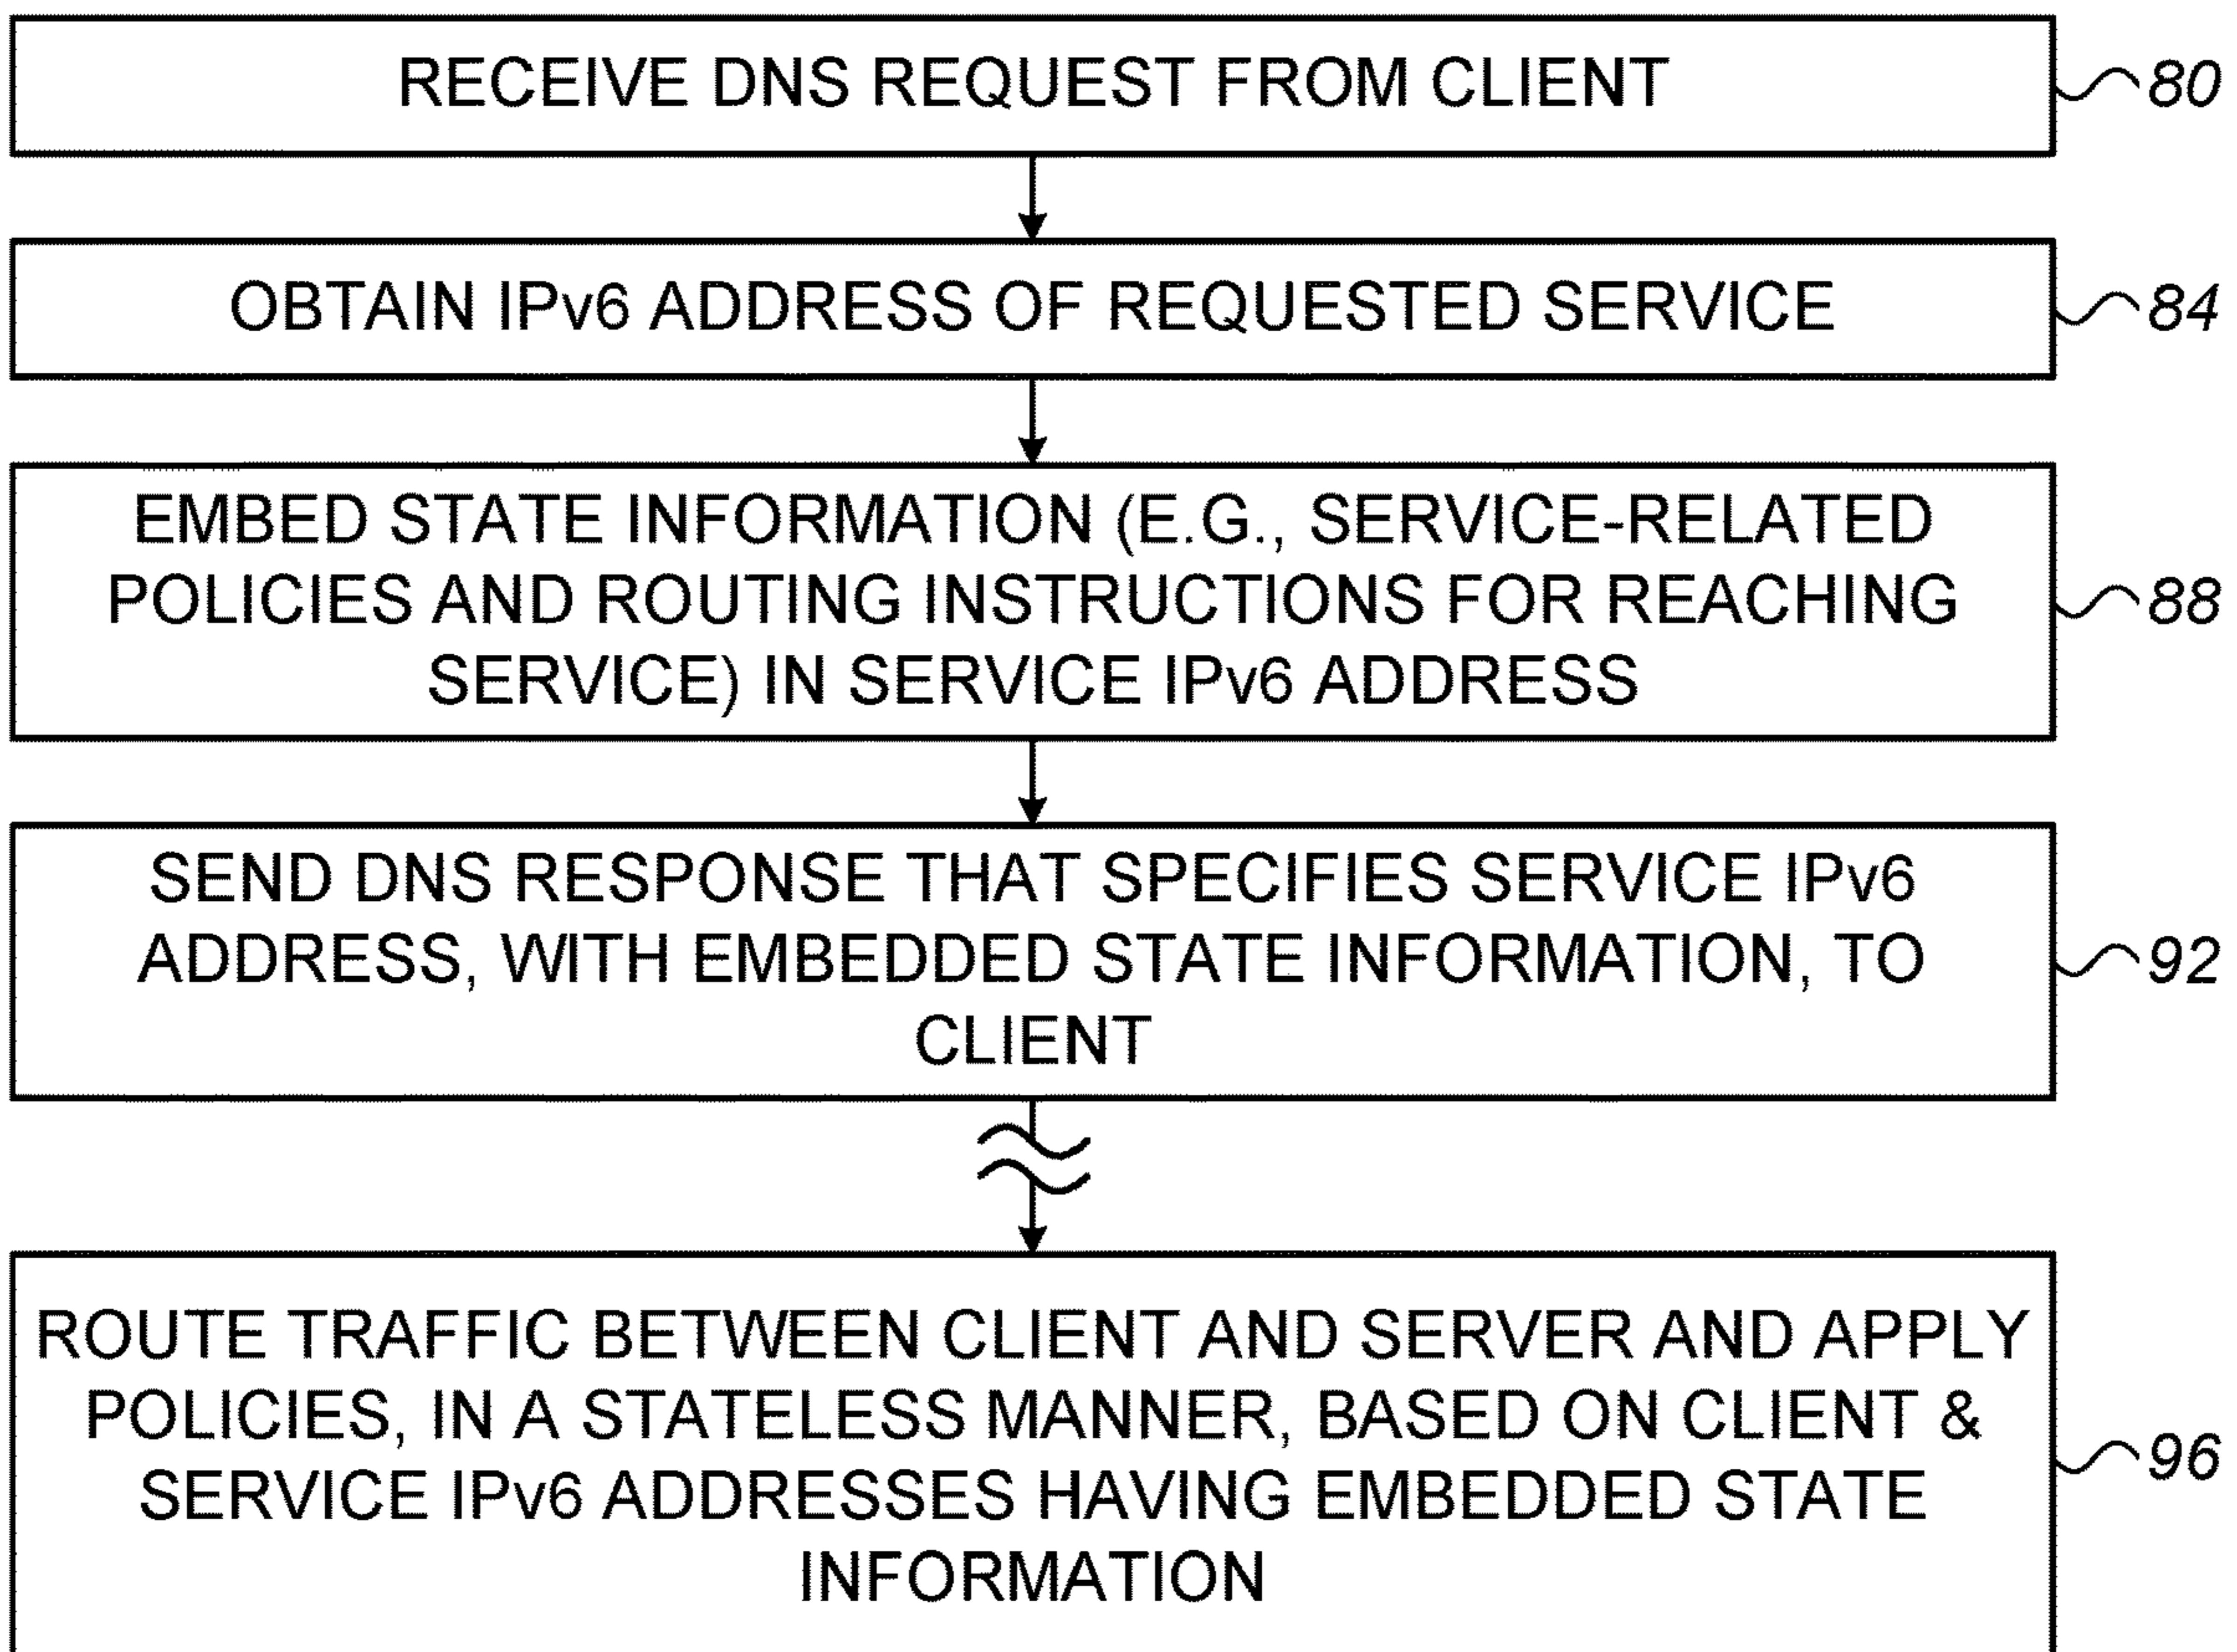 RECEIVE DNS REQUEST FROM CLIENT
80
OBTAIN IPv6 ADDRESS OF REQUESTED SERVICE
84
EMBED STATE INFORMATION (E.G., SERVICE-RELATED
POLICIES AND ROUTING INSTRUCTIONS FOR REACHING
SERVICE) IN SERVICE IPv6 ADDRESS
88
SEND DNS RESPONSE THAT SPECIFIES SERVICE IPv6
ADDRESS, WITH EMBEDDED STATE INFORMATION, TO
CLIENT
92
ROUTE TRAFFIC BETWEEN CLIENT AND SERVER AND APPLY
POLICIES, IN A STATELESS MANNER, BASED ON CLIENT &
SERVICE IPv6 ADDRESSES HAVING EMBEDDED STATE
INFORMATION
96